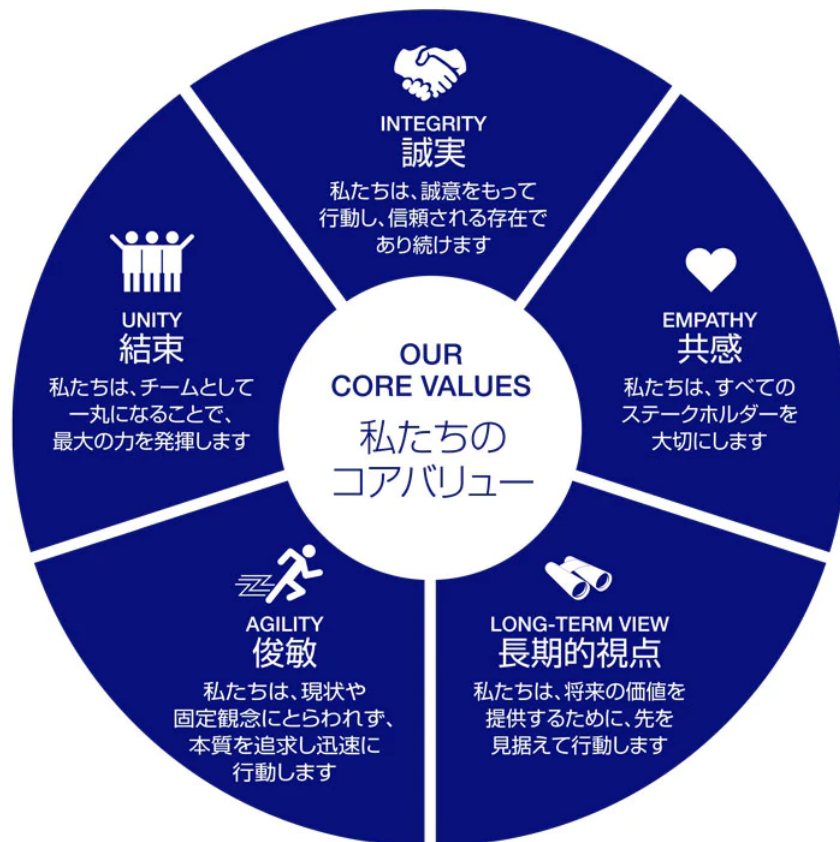 INTEGRITY
誠実
私たちは、誠意をもって
行動し、信頼される存在で
あり続けます
EMPATHY
共感
私たちは、すべての
ステークホルダーを
大切にします
LONG-TERM VIEW
長期的視点
私たちは、将来の価値を
提供するために、先を
見据えて行動します
AGILITY
俊敏
私たちは、現状や
固定観念にとらわれず、
本質を追求し迅速に
行動します
UNITY
結束
私たちは、チームとして
一丸になることで、
最大の力を発揮します
OUR
CORE VALUES
私たちの
コアバリュー